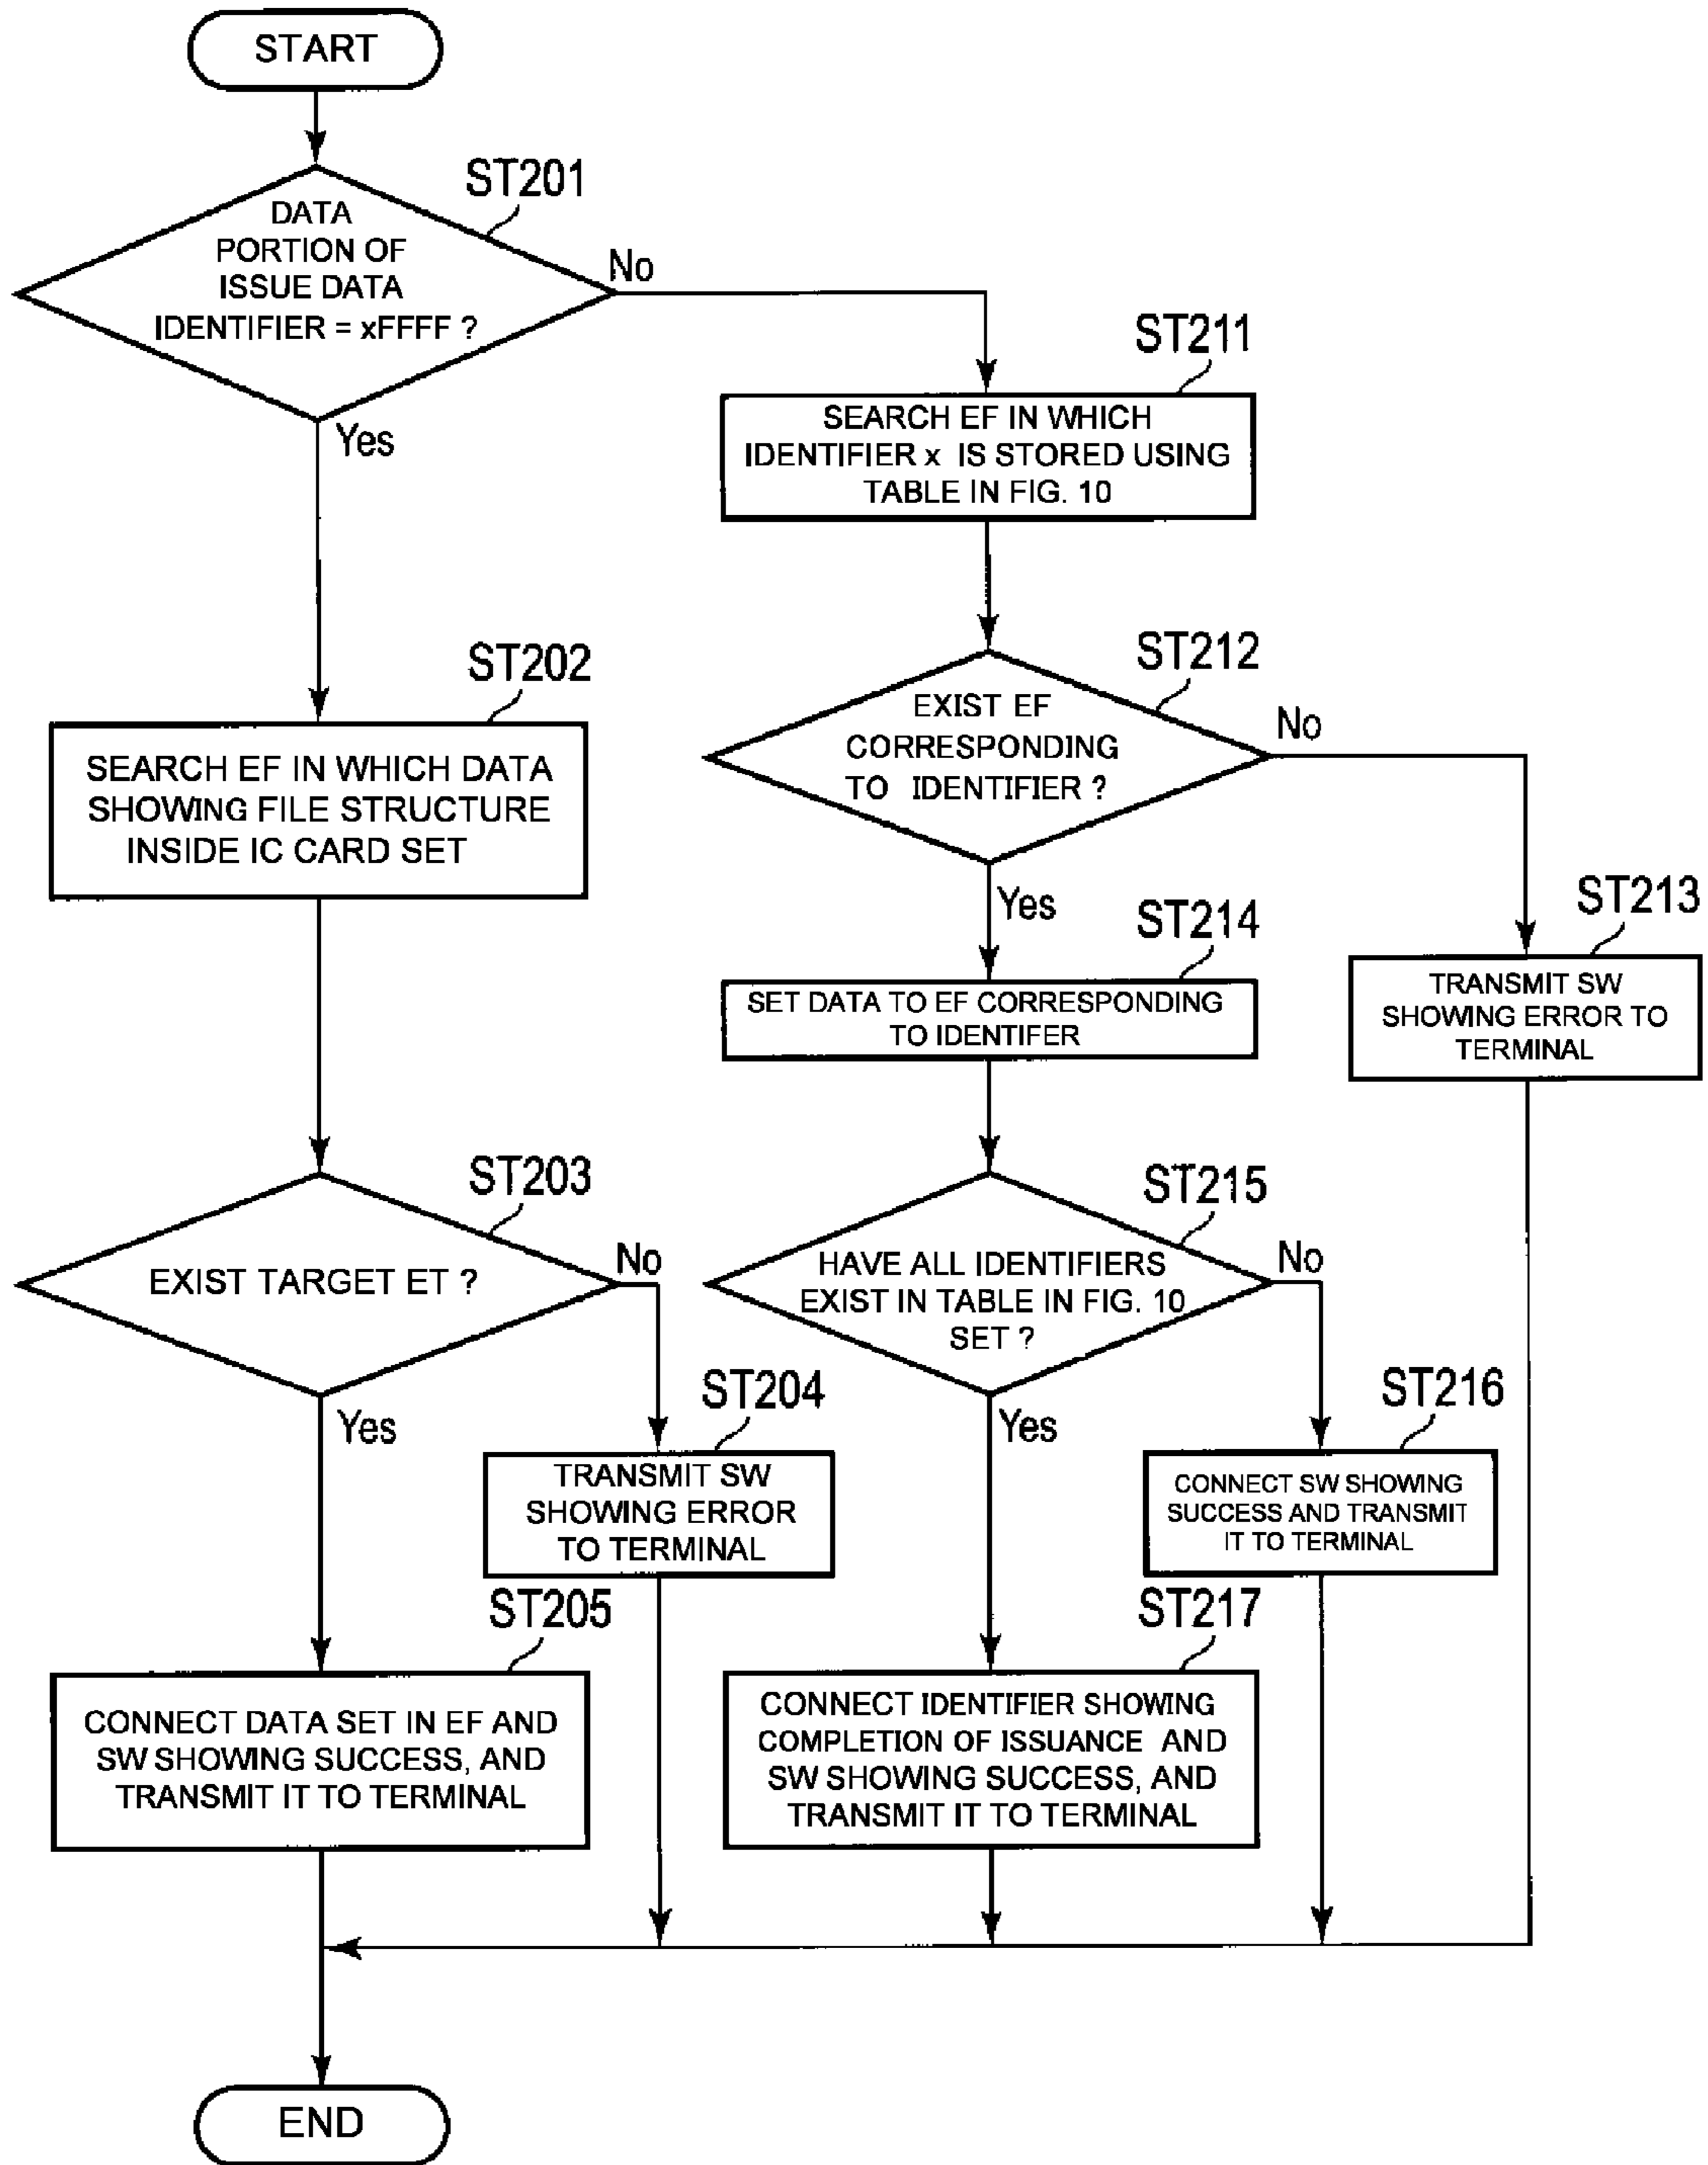 START
ST201
DATA
PORTION OF
ISSUE DATA
IDENTIFIER = xFFFF ?
No
Yes
ST211
SEARCH EF IN WHICH
IDENTIFIER x IS STORED USING
TABLE IN FIG. 10
ST202
SEARCH EF IN WHICH DATA
SHOWING FILE STRUCTURE
INSIDE IC CARD SET
ST212
EXIST EF
CORRESPONDING
TO IDENTIFIER ?
No
Yes
ST213
TRANSMIT SW
SHOWING ERROR TO
TERMINAL
ST214
SET DATA TO EF CORRESPONDING
TO IDENTIFER
ST203
EXIST TARGET ET ?
No
Yes
ST215
HAVE ALL IDENTIFIERS
EXIST IN TABLE IN FIG. 10
SET ?
No
Yes
ST204
TRANSMIT SW
SHOWING ERROR
TO TERMINAL
ST216
CONNECT SW SHOWING
SUCCESS AND TRANSMIT
IT TO TERMINAL
ST205
CONNECT DATA SET IN EF AND
SW SHOWING SUCCESS, AND
TRANSMIT IT TO TERMINAL
ST217
CONNECT IDENTIFIER SHOWING
COMPLETION OF ISSUANCE AND
SW SHOWING SUCCESS, AND
TRANSMIT IT TO TERMINAL
END